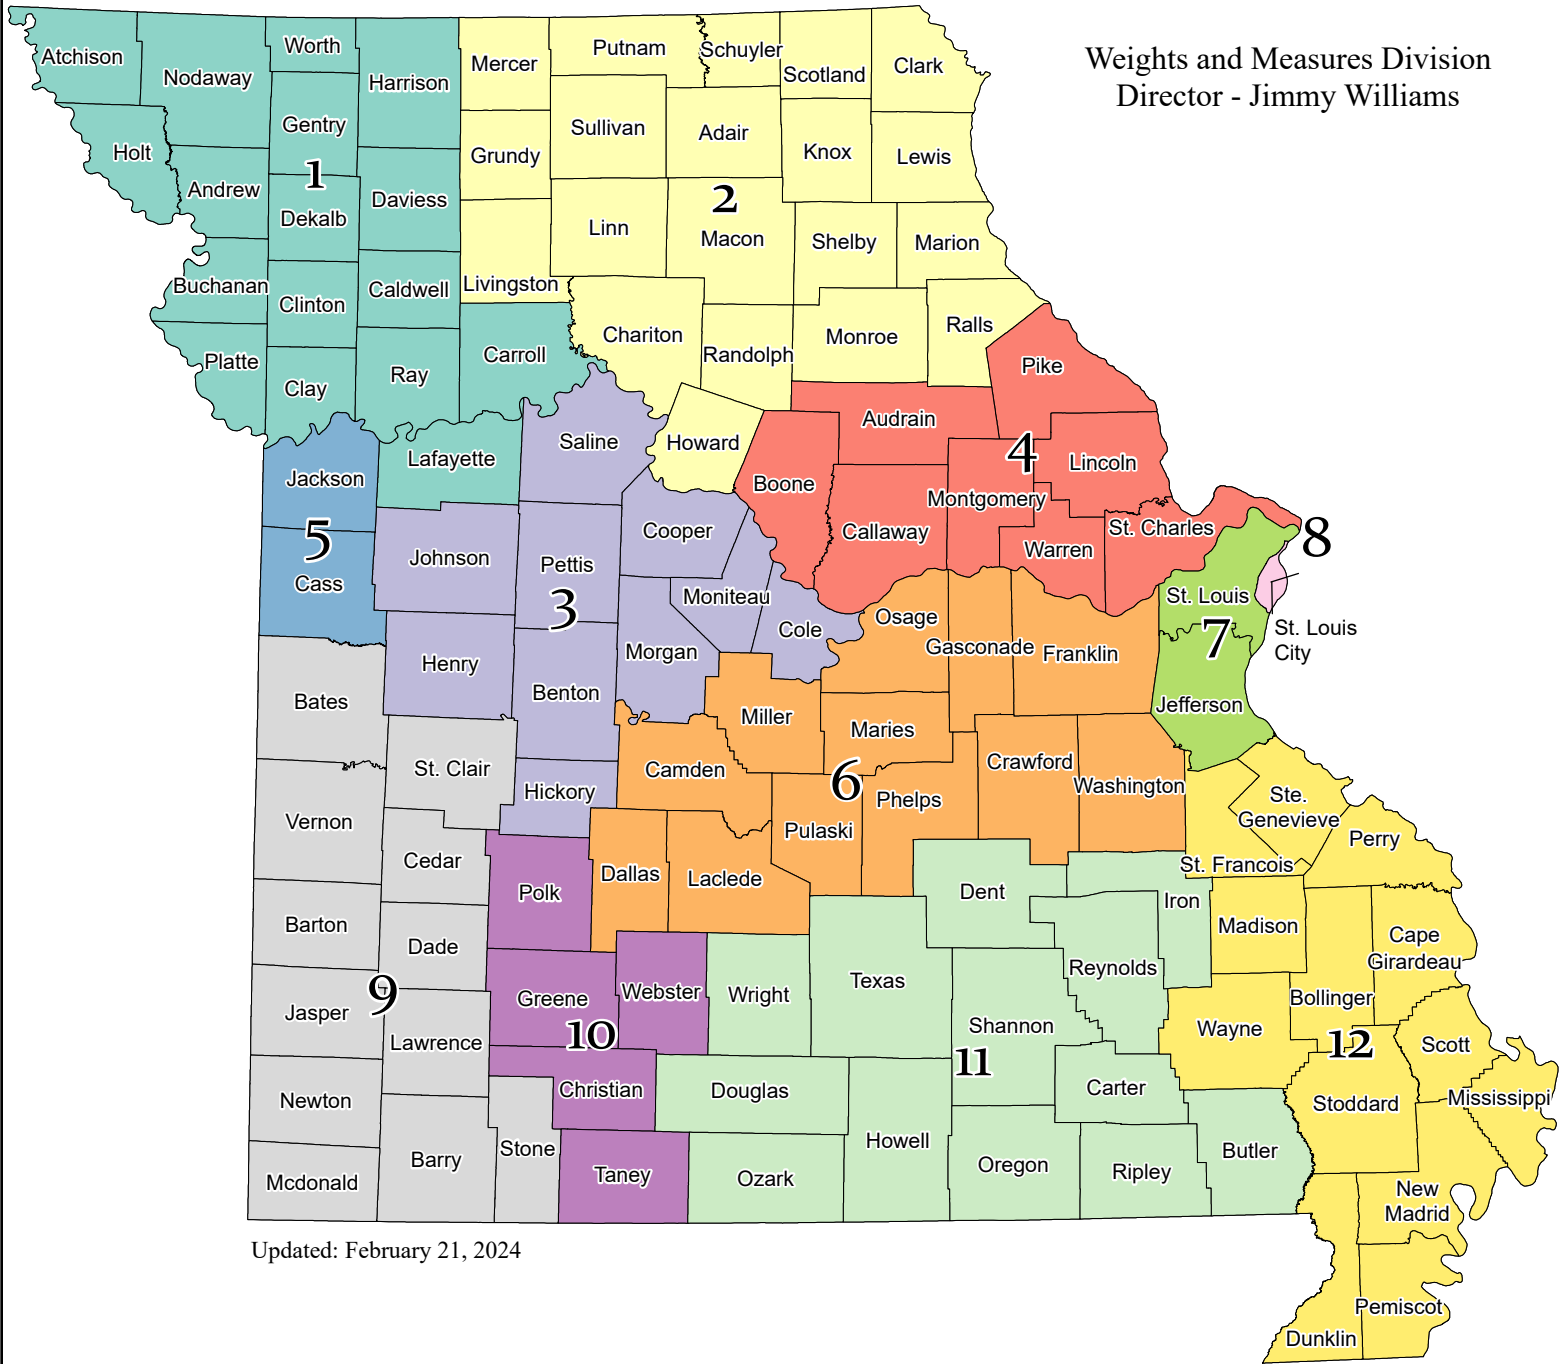 Weights and Measures Division
Director - Jimmy Williams
Atchison
Nodaway
Worth
Harrison
Mercer
Putnam
Schuyler
Scotland
Clark
Holt
Gentry
Grundy
Sullivan
Adair
Knox
Lewis
1
Andrew
Dekalb
Daviess
2
Linn
Macon
Shelby
Marion
Buchanan
Clinton
Caldwell
Livingston
Chariton
Randolph
Monroe
Ralls
Platte
Clay
Ray
Carroll
Pike
Saline
Howard
Audrain
4
Lincoln
Jackson
Lafayette
Boone
Montgomery
5
Cass
Johnson
Pettis
3
Cooper
Callaway
Warren
St. Charles
8
Moniteau
Cole
Osage
Gasconade
Franklin
St. Louis
7
St. Louis
City
Henry
Benton
Morgan
Bates
Miller
Maries
Jefferson
St. Clair
Hickory
Camden
6
Crawford
Washington
Vernon
Pulaski
Phelps
Ste.
Genevieve
Perry
Cedar
Polk
Dallas
Laclede
Dent
St. Francois
Iron
Barton
Dade
Madison
Cape
Girardeau
9
Jasper
Greene
Webster
Wright
Texas
Reynolds
Bollinger
Lawrence
10
Shannon
11
Wayne
12
Scott
Newton
Christian
Douglas
Carter
Stoddard
Mississippi
Barry
Stone
Howell
Butler
Mcdonald
Taney
Ozark
Oregon
Ripley
New
Madrid
Updated: February 21, 2024
Pemiscot
Dunklin